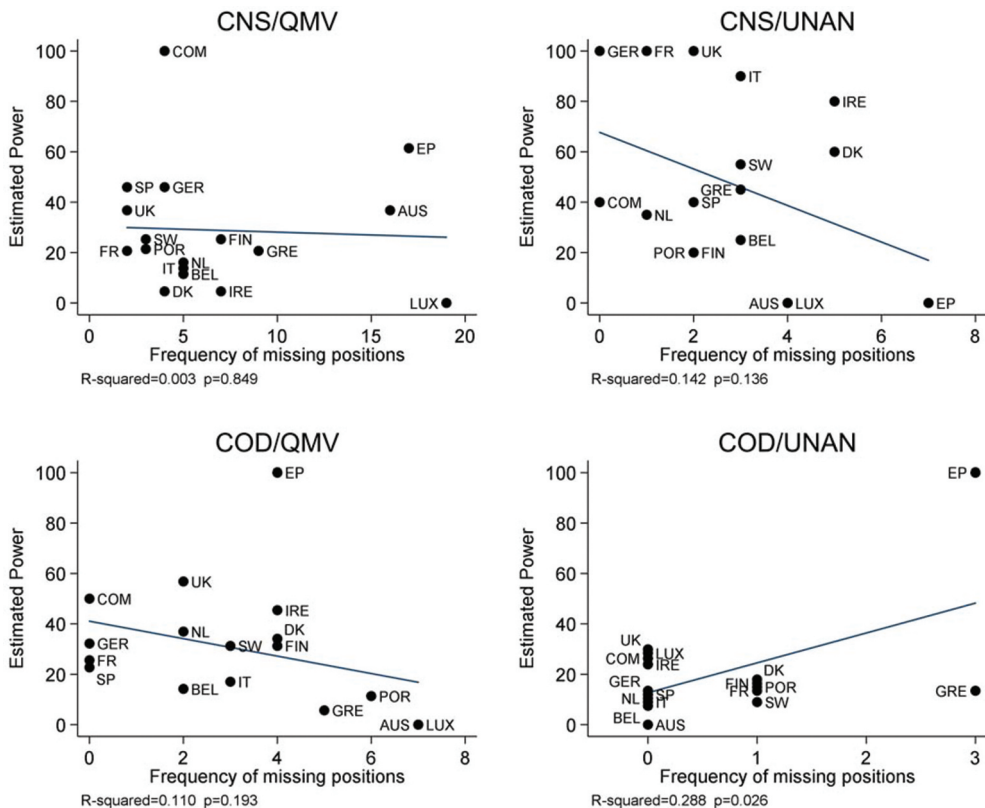 CNS/QMV
Estimated Power
100
80
60
40
20
0
COM
EP
SP GER
UK AUS
SW FIN
FR POR GRE
NL
IT
BEL
DK IRE
LUX
0 5 10 15 20
Frequency of missing positions
R-squared=0.003 p=0.849
CNS/UNAN
Estimated Power
100
80
60
40
20
0
GER FR UK
IT
IRE
DK
SW
GRE
COM SP
NL
BEL
POR FIN
AUS LUX EP
0 2 4 6 8
Frequency of missing positions
R-squared=0.142 p=0.136
COD/QMV
Estimated Power
100
80
60
40
20
0
EP
UK
COM
IRE
NL DK
GER SW FIN
FR
SP
BEL IT
POR
GRE
AUS LUX
0 2 4 6 8
Frequency of missing positions
R-squared=0.110 p=0.193
COD/UNAN
Estimated Power
100
80
60
40
20
0
EP
UK
LUX
COM
IRE
GER DK
FIN
SP POR
NL FR GRE
IT SW
BEL
AUS
0 1 2 3
Frequency of missing positions
R-squared=0.288 p=0.026